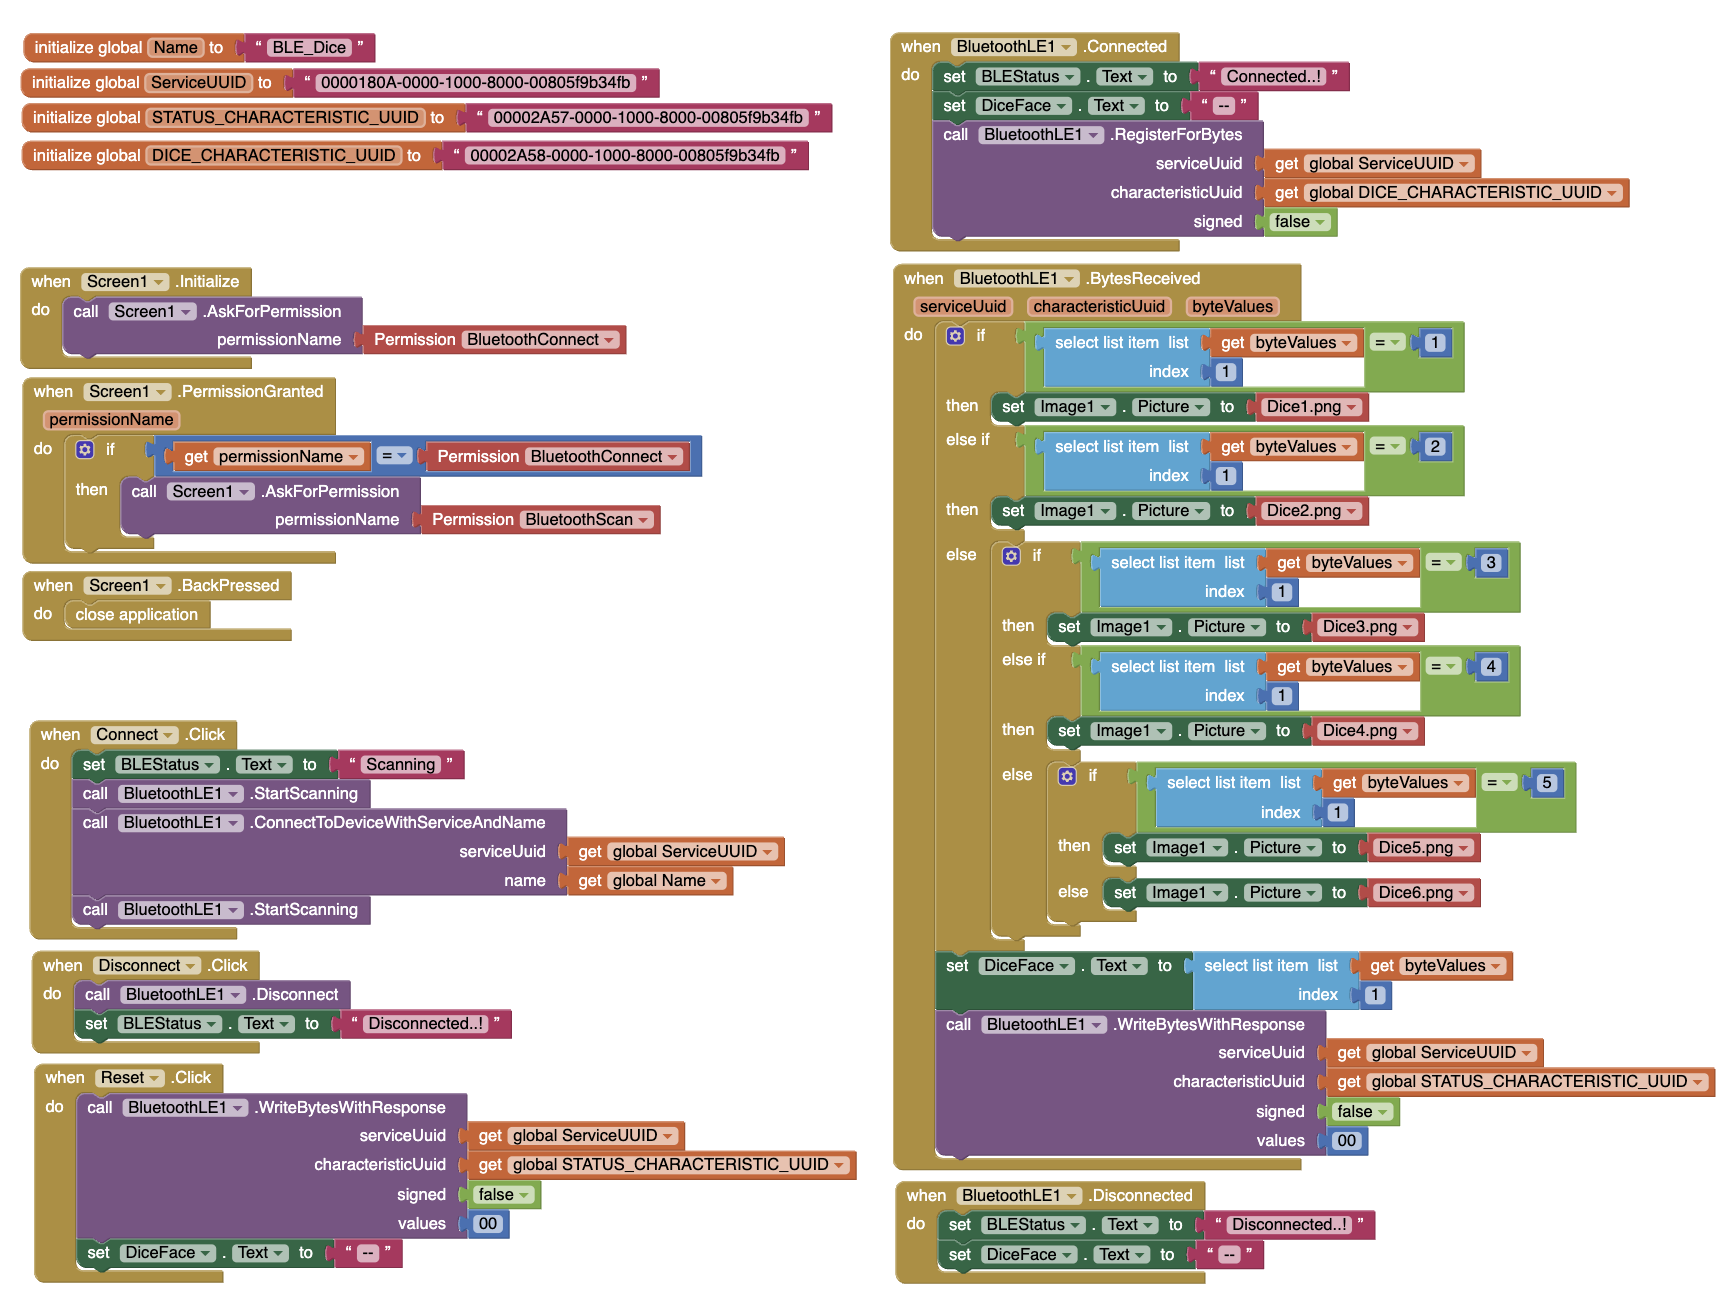 initialize global Name to " BLE_Dice "
initialize global ServiceUUID to " 0000180A-0000-1000-8000-00805f9b34fb "
initialize global STATUS_CHARACTERISTIC_UUID to " 00002A57-0000-1000-8000-00805f9b34fb "
initialize global DICE_CHARACTERISTIC_UUID to " 00002A58-0000-1000-8000-00805f9b34fb "
when Screen1 .Initialize
do call Screen1 .AskForPermission
permissionName Permission BluetoothConnect
when Screen1 .PermissionGranted
permissionName
do if get permissionName = Permission BluetoothConnect
then call Screen1 .AskForPermission
permissionName Permission BluetoothScan
when Screen1 .BackPressed
do close application
when Connect .Click
do set BLEStatus . Text to " Scanning "
call BluetoothLE1 .StartScanning
call BluetoothLE1 .ConnectToDeviceWithServiceAndName
serviceUuid get global ServiceUUID
name get global Name
call BluetoothLE1 .StartScanning
when Disconnect .Click
do call BluetoothLE1 .Disconnect
set BLEStatus . Text to " Disconnected..! "
when Reset .Click
do call BluetoothLE1 .WriteBytesWithResponse
serviceUuid get global ServiceUUID
characteristicUuid get global STATUS_CHARACTERISTIC_UUID
signed false
values 00
set DiceFace . Text to " -- "
when BluetoothLE1 .Connected
do set BLEStatus . Text to " Connected..! "
set DiceFace . Text to " -- "
call BluetoothLE1 .RegisterForBytes
serviceUuid get global ServiceUUID
characteristicUuid get global DICE_CHARACTERISTIC_UUID
signed false
when BluetoothLE1 .BytesReceived
serviceUuid characteristicUuid byteValues
do if select list item list get byteValues = 1
index 1
then set Image1 . Picture to Dice1.png
else if select list item list get byteValues = 2
index 1
then set Image1 . Picture to Dice2.png
else if select list item list get byteValues = 3
index 1
then set Image1 . Picture to Dice3.png
else if select list item list get byteValues = 4
index 1
then set Image1 . Picture to Dice4.png
else if select list item list get byteValues = 5
index 1
then set Image1 . Picture to Dice5.png
else set Image1 . Picture to Dice6.png
set DiceFace . Text to select list item list get byteValues
index 1
call BluetoothLE1 .WriteBytesWithResponse
serviceUuid get global ServiceUUID
characteristicUuid get global STATUS_CHARACTERISTIC_UUID
signed false
values 00
when BluetoothLE1 .Disconnected
do set BLEStatus . Text to " Disconnected..! "
set DiceFace . Text to " -- "